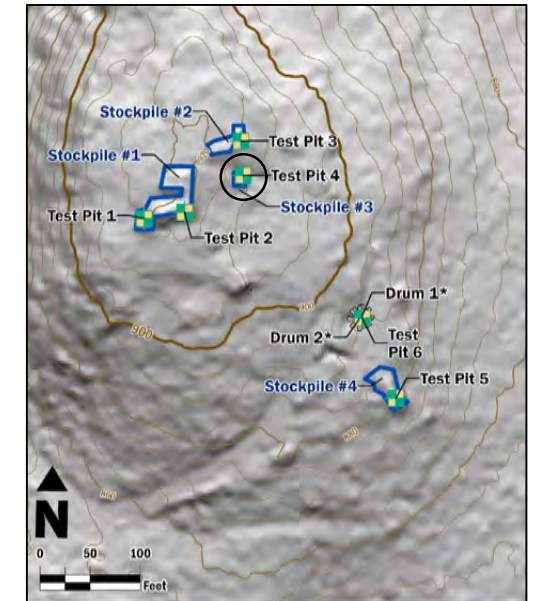 Stockpile #2
Test Pit 3
Stockpile #1
Test Pit 4
Stockpile #3
Test Pit 1
Test Pit 2
900
Drum 1*
Drum 2*
Test
Pit 6
Test Pit 5
Stockpile #4
N
0 50 100
Feet